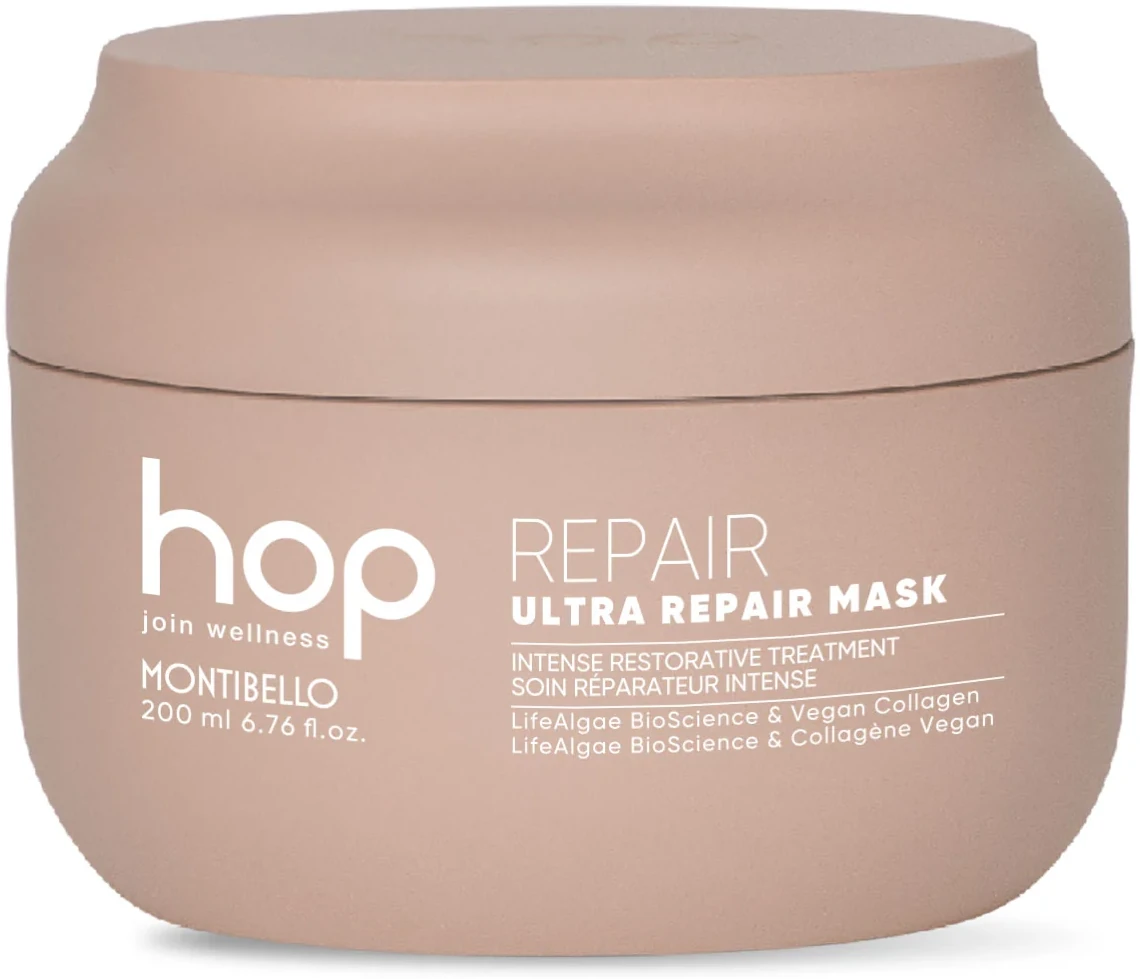 hop
join wellness
MONTIBELLO
200 ml 6.76 fl.oz.
REPAIR
ULTRA REPAIR MASK
INTENSE RESTORATIVE TREATMENT
SOIN RÉPARATEUR INTENSE
LifeAlgae BioScience & Vegan Collagen
LifeAlgae BioScience & Collagène Vegan